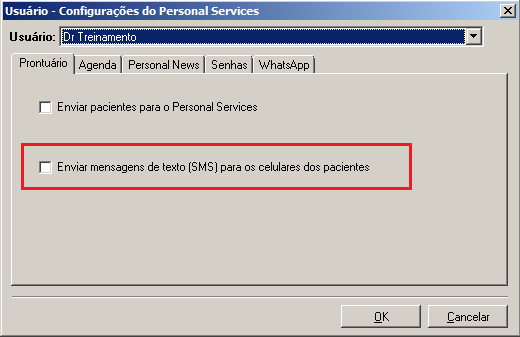 Usuário - Configurações do Personal Services
Usuário: Dr Treinamento
Prontuário Agenda Personal News Senhas WhatsApp
Enviar pacientes para o Personal Services
Enviar mensagens de texto (SMS) para os celulares dos pacientes
OK Cancelar